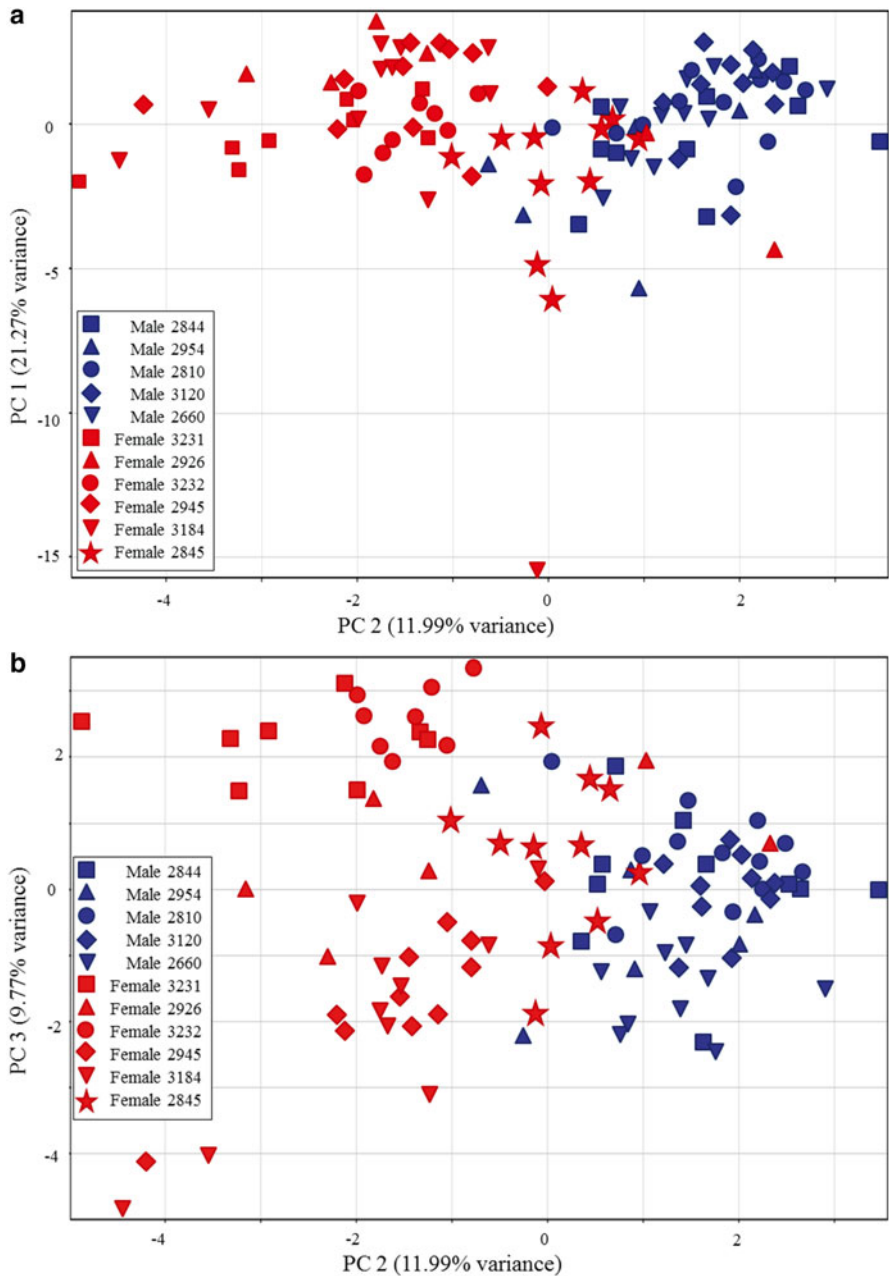 a
PC 1 (21.27% variance)
0
-5
-10
-15
Male 2844
Male 2954
Male 2810
Male 3120
Male 2660
Female 3231
Female 2926
Female 3232
Female 2945
Female 3184
Female 2845
-4
-2
0
2
PC 2 (11.99% variance)
b
PC 3 (9.77% variance)
2
0
-2
-4
Male 2844
Male 2954
Male 2810
Male 3120
Male 2660
Female 3231
Female 2926
Female 3232
Female 2945
Female 3184
Female 2845
-4
-2
0
2
PC 2 (11.99% variance)